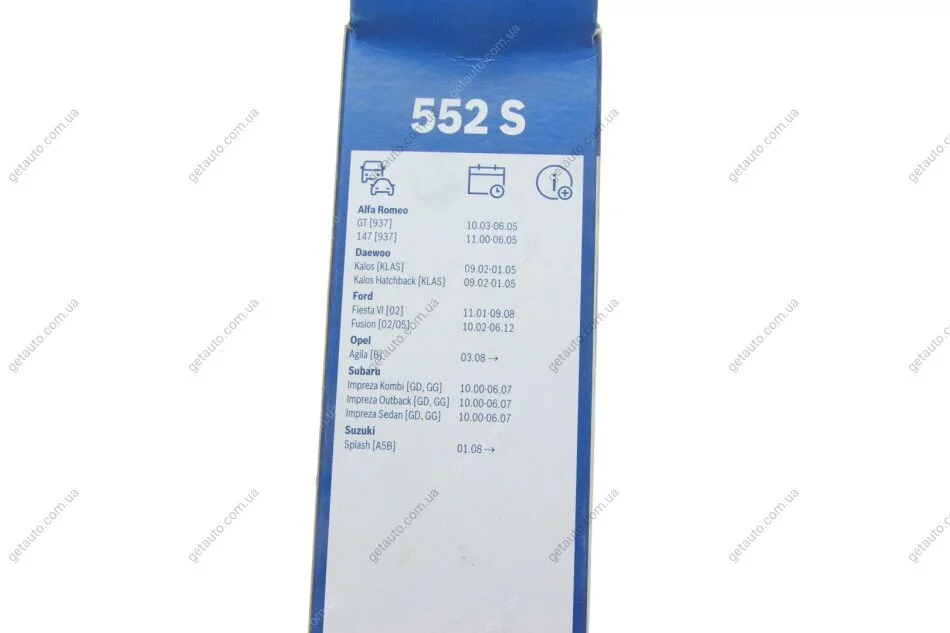 552 S
Alfa Romeo
GT [937] 10.03-06.05
147 [937] 11.00-06.05
Daewoo
Kalos [KLAS] 09.02-01.05
Kalos Hatchback [KLAS] 09.02-01.05
Ford
Fiesta VI [02] 11.01-09.08
Fusion [02/05] 10.02-06.12
Opel
Agila [B] 03.08 →
Subaru
Impreza Kombi [GD, GG] 10.00-06.07
Impreza Outback [GD, GG] 10.00-06.07
Impreza Sedan [GD, GG] 10.00-06.07
Suzuki
Splash [A5B] 01.08 →
getauto.com.ua